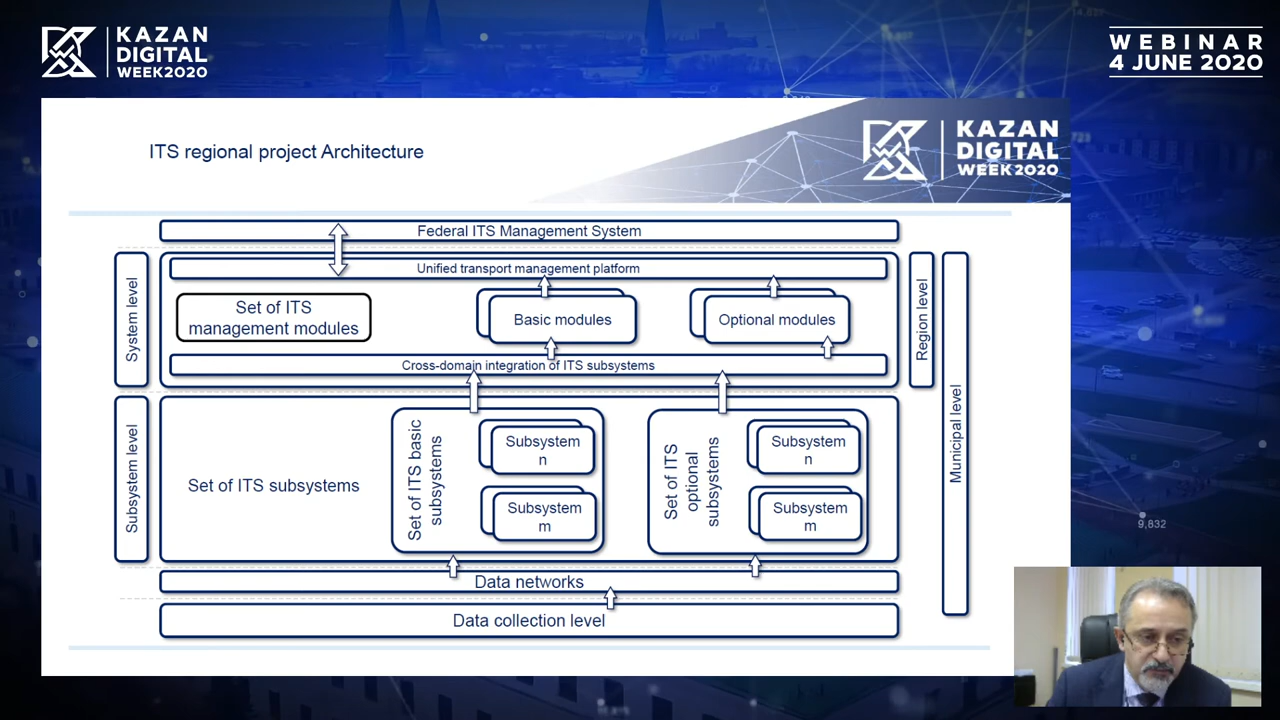 KAZAN
DIGITAL
WEEK2020
WEBINAR
4 JUNE 2020
ITS regional project Architecture
KAZAN
DIGITAL
WEEK2020
Federal ITS Management System
System level
Unified transport management platform
Set of ITS
management modules
Basic modules
Optional modules
Cross-domain integration of ITS subsystems
Region level
Municipal level
Subsystem level
Set of ITS subsystems
Set of ITS basic
subsystems
Subsystem
n
Subsystem
m
Set of ITS
optional
subsystems
Subsystem
n
Subsystem
m
Data networks
Data collection level
9,832